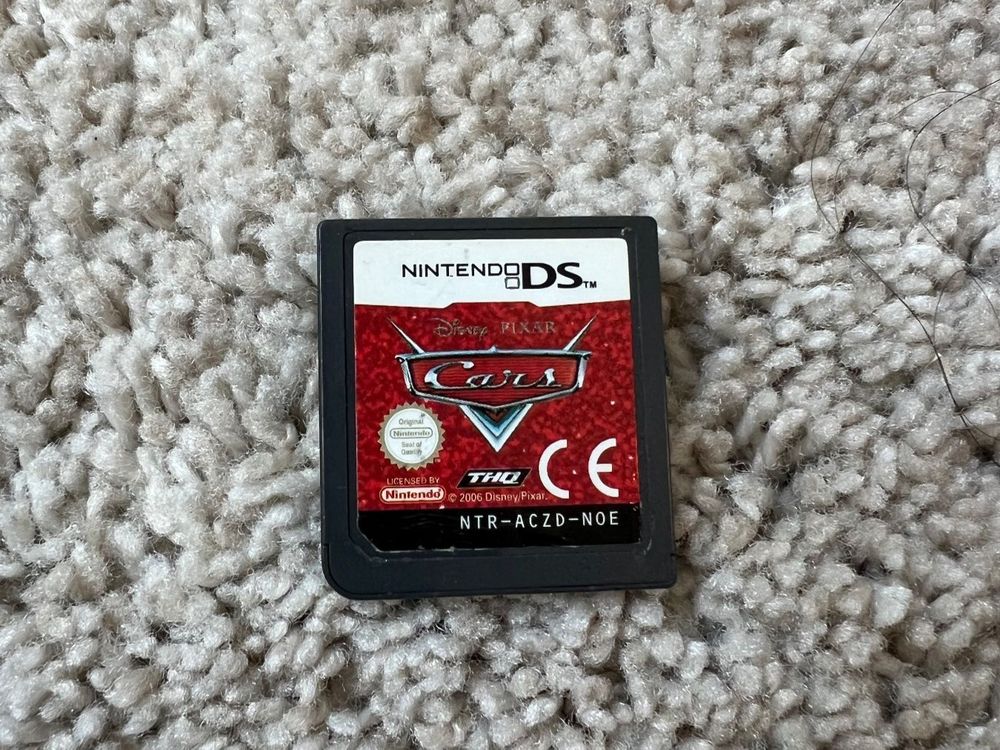 NINTENDO DS™
Disney PIXAR
Cars
Original
Nintendo
Seal of
Quality
LICENSED BY
Nintendo
THQ
© 2006 Disney/Pixar.
CE
NTR-ACZD-NOE